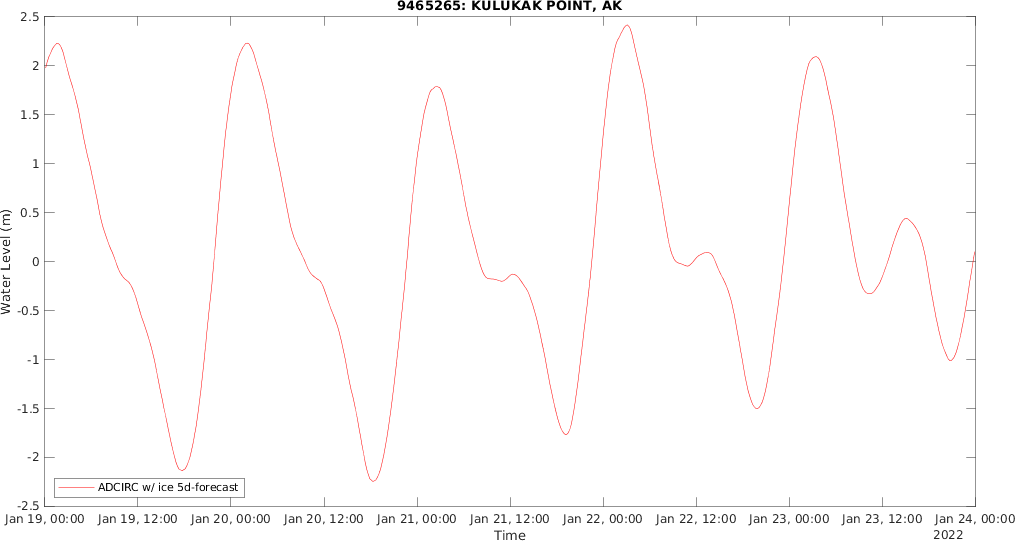 9465265: KULUKAK POINT, AK
Water Level (m)
2.5
2
1.5
1
0.5
0
-0.5
-1
-1.5
-2
-2.5
ADCIRC w/ ice 5d-forecast
Jan 19, 00:00 Jan 19, 12:00 Jan 20, 00:00 Jan 20, 12:00 Jan 21, 00:00 Jan 21, 12:00 Jan 22, 00:00 Jan 22, 12:00 Jan 23, 00:00 Jan 23, 12:00 Jan 24, 00:00
Time
2022